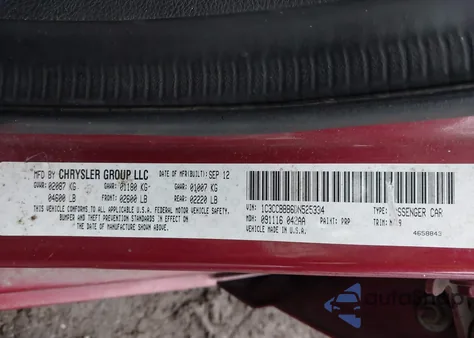 MFD BY CHRYSLER GROUP LLC DATE OF MFR(BUILT): SEP 12
GVWR: 02087 KG GAWR: 01180 KG GAWR: 01007 KG
04600 LB FRONT: 02600 LB REAR: 02220 LB
THIS VEHICLE CONFORMS TO ALL APPLICABLE U.S.A. FEDERAL MOTOR VEHICLE SAFETY,
BUMPER AND THEFT PREVENTION STANDARDS IN EFFECT ON
THE DATE OF MANUFACTURE SHOWN ABOVE.
VIN: TYPE: CAR
MDH: 091116 042AA PAINT: PRP TRIM:
VEHICLE MADE IN U.S.A. 4658843
autoshop